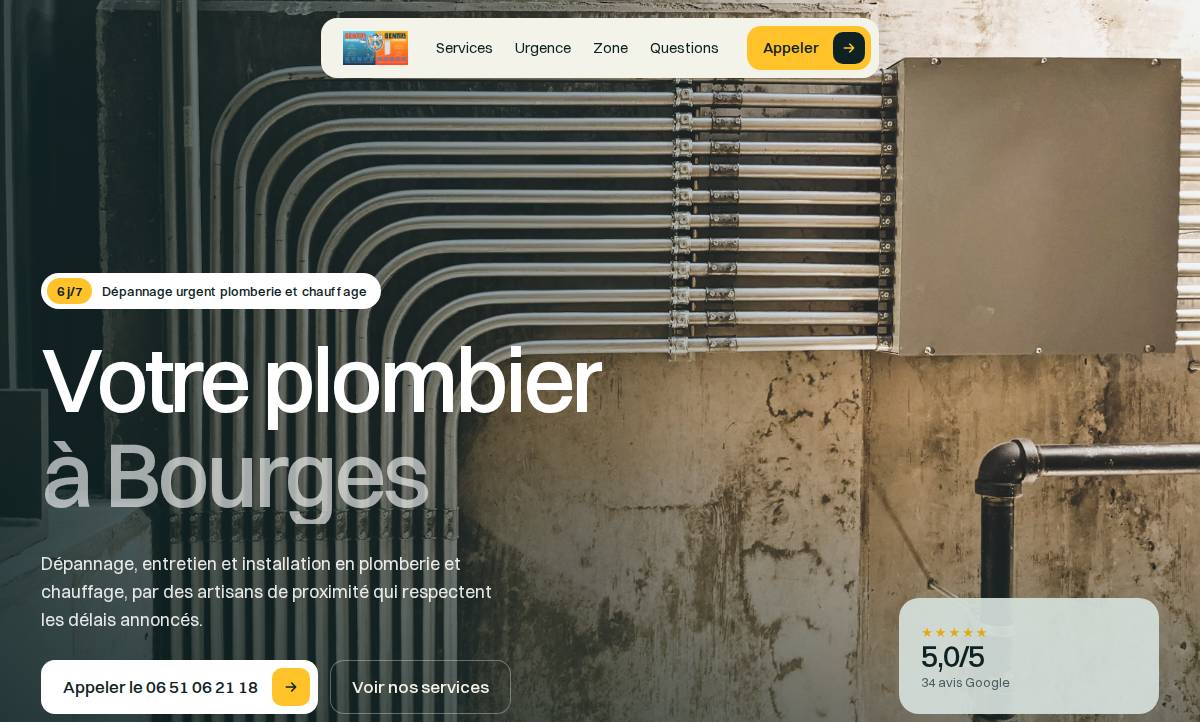 Services Urgence Zone Questions Appeler
6 j/7 Dépannage urgent plomberie et chauffage
Votre plombier
à Bourges
Dépannage, entretien et installation en plomberie et
chauffage, par des artisans de proximité qui respectent
les délais annoncés.
Appeler le 06 51 06 21 18
Voir nos services
★★★★★
5,0/5
34 avis Google